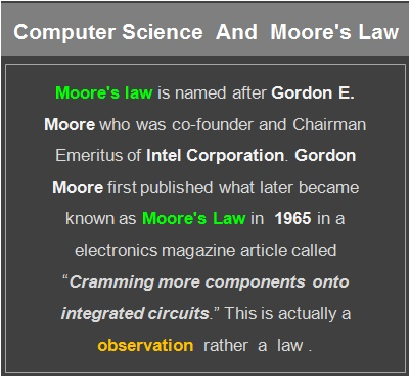 Computer Science And Moore's Law
Moore's law is named after Gordon E.
Moore who was co-founder and Chairman
Emeritus of Intel Corporation. Gordon
Moore first published what later became
known as Moore's Law in 1965 in a
electronics magazine article called
“Cramming more components onto
integrated circuits.” This is actually a
observation rather a law .